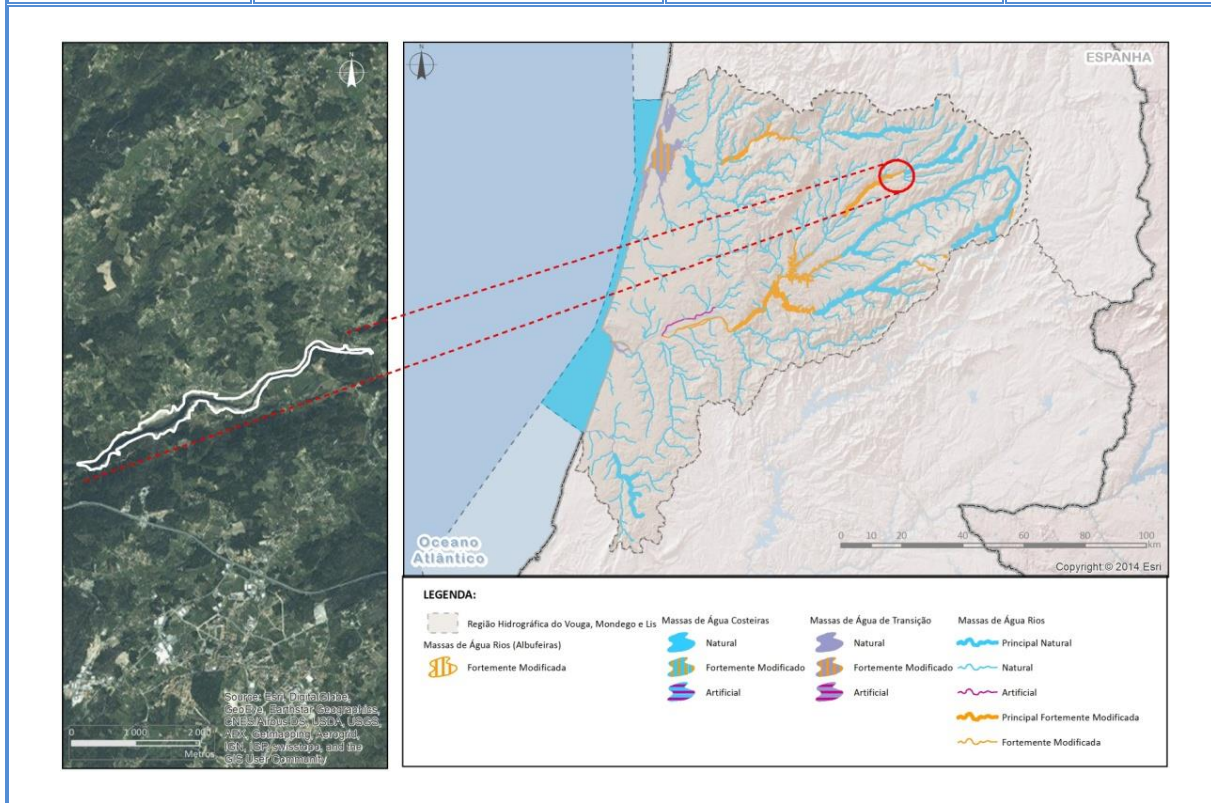 N
Source: Esri, DigitalGlobe,
GeoEye, Earthstar Geographics,
CNES/Airbus DS, USDA, USGS,
AEX, Getmapping, Aerogrid,
IGN, IGP, swisstopo, and the
GIS User Community
0 1 000 2 000
Metros
N
ESPANHA
Oceano
Atlântico
0 10 20 40 60 80 100
km
Copyright:© 2014 Esri
LEGENDA:
Região Hidrográfica do Vouga, Mondego e Lis
Massas de Água Rios (Albufeiras)
Fortemente Modificada
Massas de Água Costeiras
Natural
Fortemente Modificado
Artificial
Massas de Água de Transição
Natural
Fortemente Modificado
Artificial
Massas de Água Rios
Principal Natural
Natural
Artificial
Principal Fortemente Modificada
Fortemente Modificada